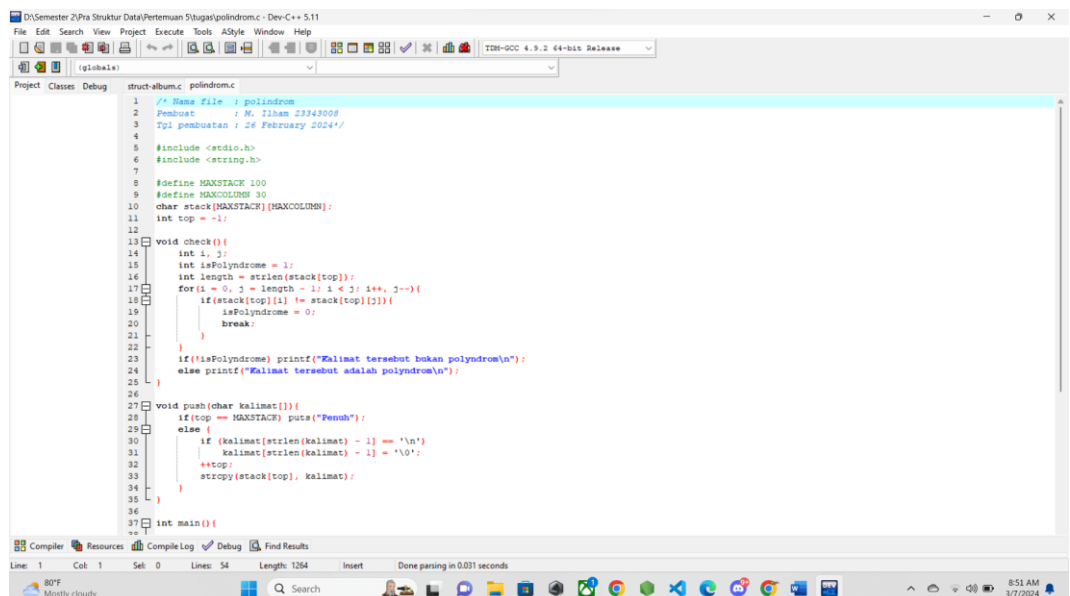 D:\Semester 2\Pra Struktur Data\Pertemuan 5\tugas\polindrom.c - Dev-C++ 5.11
File Edit Search View Project Execute Tools AStyle Window Help
TDM-GCC 4.9.2 64-bit Release
(globals)
Project Classes Debug struct-album.c polindrom.c
1 /* Nama file : polindrom
2 Pembuat : M. Ilham 23343008
3 Tgl pembuatan : 26 February 2024*/
4
5 #include <stdio.h>
6 #include <string.h>
7
8 #define MAXSTACK 100
9 #define MAXCOLUMN 30
10 char stack[MAXSTACK][MAXCOLUMN];
11 int top = -1;
12
13 void check(){
14 int i, j;
15 int isPolyndrome = 1;
16 int length = strlen(stack[top]);
17 for(i = 0, j = length - 1; i < j; i++, j--){
18 if(stack[top][i] != stack[top][j]){
19 isPolyndrome = 0;
20 break;
21 }
22 }
23 if(!isPolyndrome) printf("Kalimat tersebut bukan polyndrom\n");
24 else printf("Kalimat tersebut adalah polyndrom\n");
25 }
26
27 void push(char kalimat[]){
28 if(top == MAXSTACK) puts("Penuh");
29 else {
30 if (kalimat[strlen(kalimat) - 1] == '\n')
31 kalimat[strlen(kalimat) - 1] = '\0';
32 ++top;
33 strcpy(stack[top], kalimat);
34 }
35 }
36
37 int main(){
Compiler Resources Compile Log Debug Find Results
Line: 1 Col: 1 Sel: 0 Lines: 54 Length: 1264 Insert Done parsing in 0.031 seconds
80°F
Mostly cloudy
Search
8:51 AM
3/7/2024